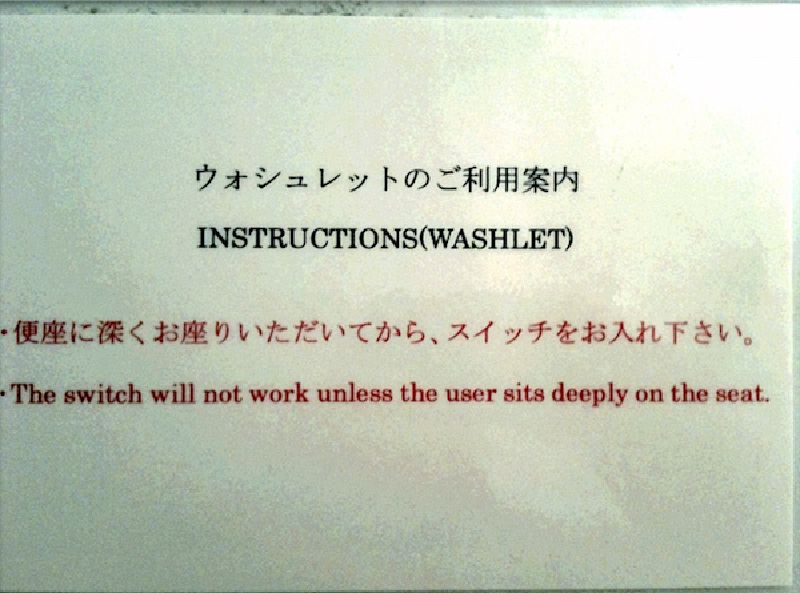 ウォシュレットのご利用案内
INSTRUCTIONS(WASHLET)
・便座に深くお座りいただいてから、スイッチをお入れ下さい。
・The switch will not work unless the user sits deeply on the seat.